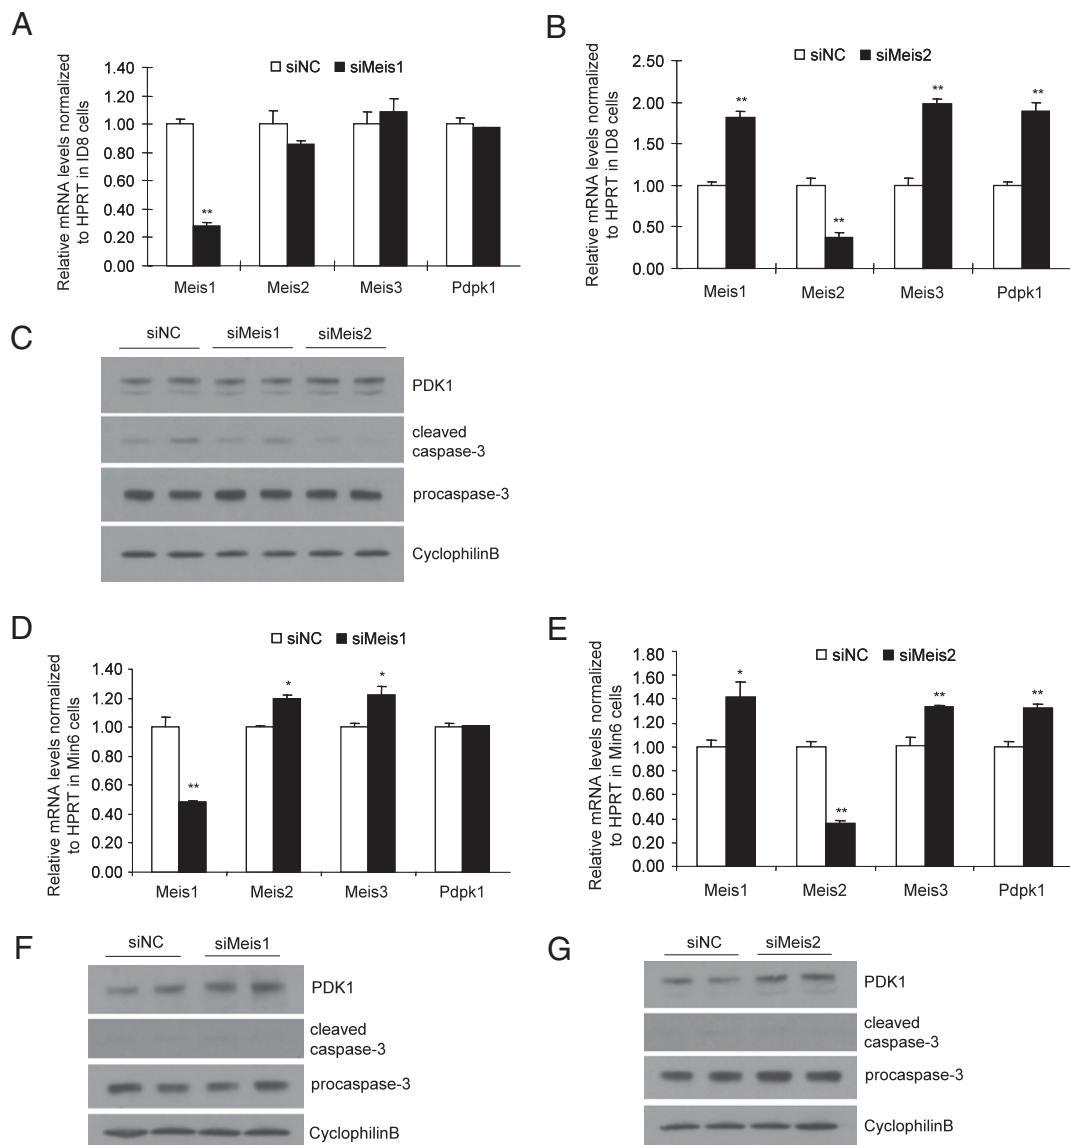 A
siNC siMeis1
Relative mRNA levels normalized
to HPRT in ID8 cells
1.40
1.20
1.00
0.80
0.60
0.40
0.20
0.00
**
Meis1 Meis2 Meis3 Pdpk1
B
siNC siMeis2
Relative mRNA levels normalized
to HPRT in ID8 cells
2.50
2.00
1.50
1.00
0.50
0.00
** ** ** **
Meis1 Meis2 Meis3 Pdpk1
C
siNC siMeis1 siMeis2
PDK1
cleaved
caspase-3
procaspase-3
CyclophilinB
D
siNC siMeis1
Relative mRNA levels normalized
to HPRT in Min6 cells
1.40
1.20
1.00
0.80
0.60
0.40
0.20
0.00
** * *
Meis1 Meis2 Meis3 Pdpk1
E
siNC siMeis2
Relative mRNA levels normalized
to HPRT in Min6 cells
1.80
1.60
1.40
1.20
1.00
0.80
0.60
0.40
0.20
0.00
* ** ** **
Meis1 Meis2 Meis3 Pdpk1
F
siNC siMeis1
PDK1
cleaved
caspase-3
procaspase-3
CyclophilinB
G
siNC siMeis2
PDK1
cleaved
caspase-3
procaspase-3
CyclophilinB